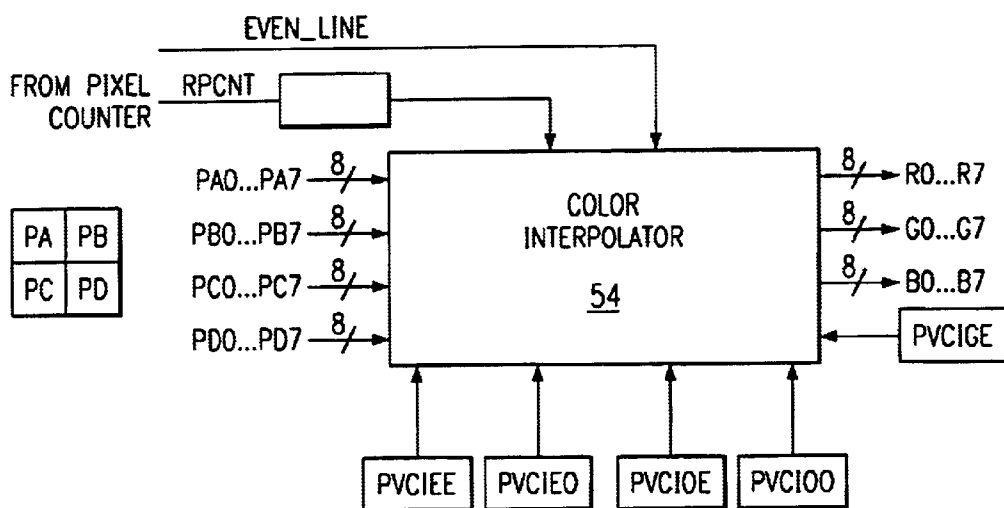 EVEN_LINE
FROM PIXEL
COUNTER
RPCNT
PA0...PA7
8
PB0...PB7
8
PC0...PC7
8
PD0...PD7
8
PA PB
PC PD
COLOR
INTERPOLATOR
54
8
R0...R7
8
G0...G7
8
B0...B7
PVCIGE
PVCIEE
PVCIEO
PVCIOE
PVCIOO